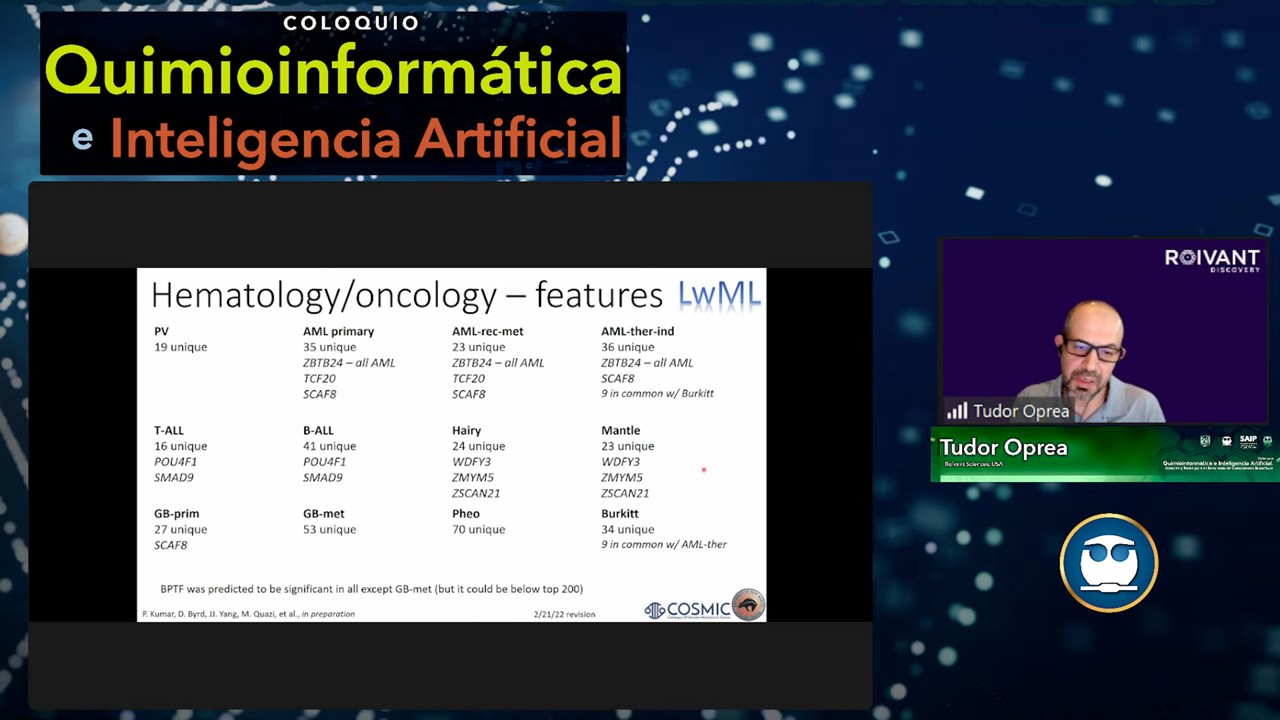 COLOQUIO
Quimioinformática
e Inteligencia Artificial
Hematology/oncology – features LwML
PV
19 unique
AML primary
35 unique
ZBTB24 – all AML
TCF20
SCAF8
AML-rec-met
23 unique
ZBTB24 – all AML
TCF20
SCAF8
AML-ther-ind
36 unique
ZBTB24 – all AML
SCAF8
9 in common w/ Burkitt
T-ALL
16 unique
POU4F1
SMAD9
B-ALL
41 unique
POU4F1
SMAD9
Hairy
24 unique
WDFY3
ZMYM5
ZSCAN21
Mantle
23 unique
WDFY3
ZMYM5
ZSCAN21
GB-prim
27 unique
SCAF8
GB-met
53 unique
Pheo
70 unique
Burkitt
34 unique
9 in common w/ AML-ther
BPTF was predicted to be significant in all except GB-met (but it could be below top 200)
P. Kumar, D. Byrd, JJ. Yang, M. Quazi, et al., in preparation
2/21/22 revision
COSMIC
ROIVANT
DISCOVERY
Tudor Oprea
Tudor Oprea
Roivant Sciences, USA
SAIP
Quimioinformática e Inteligencia Artificial